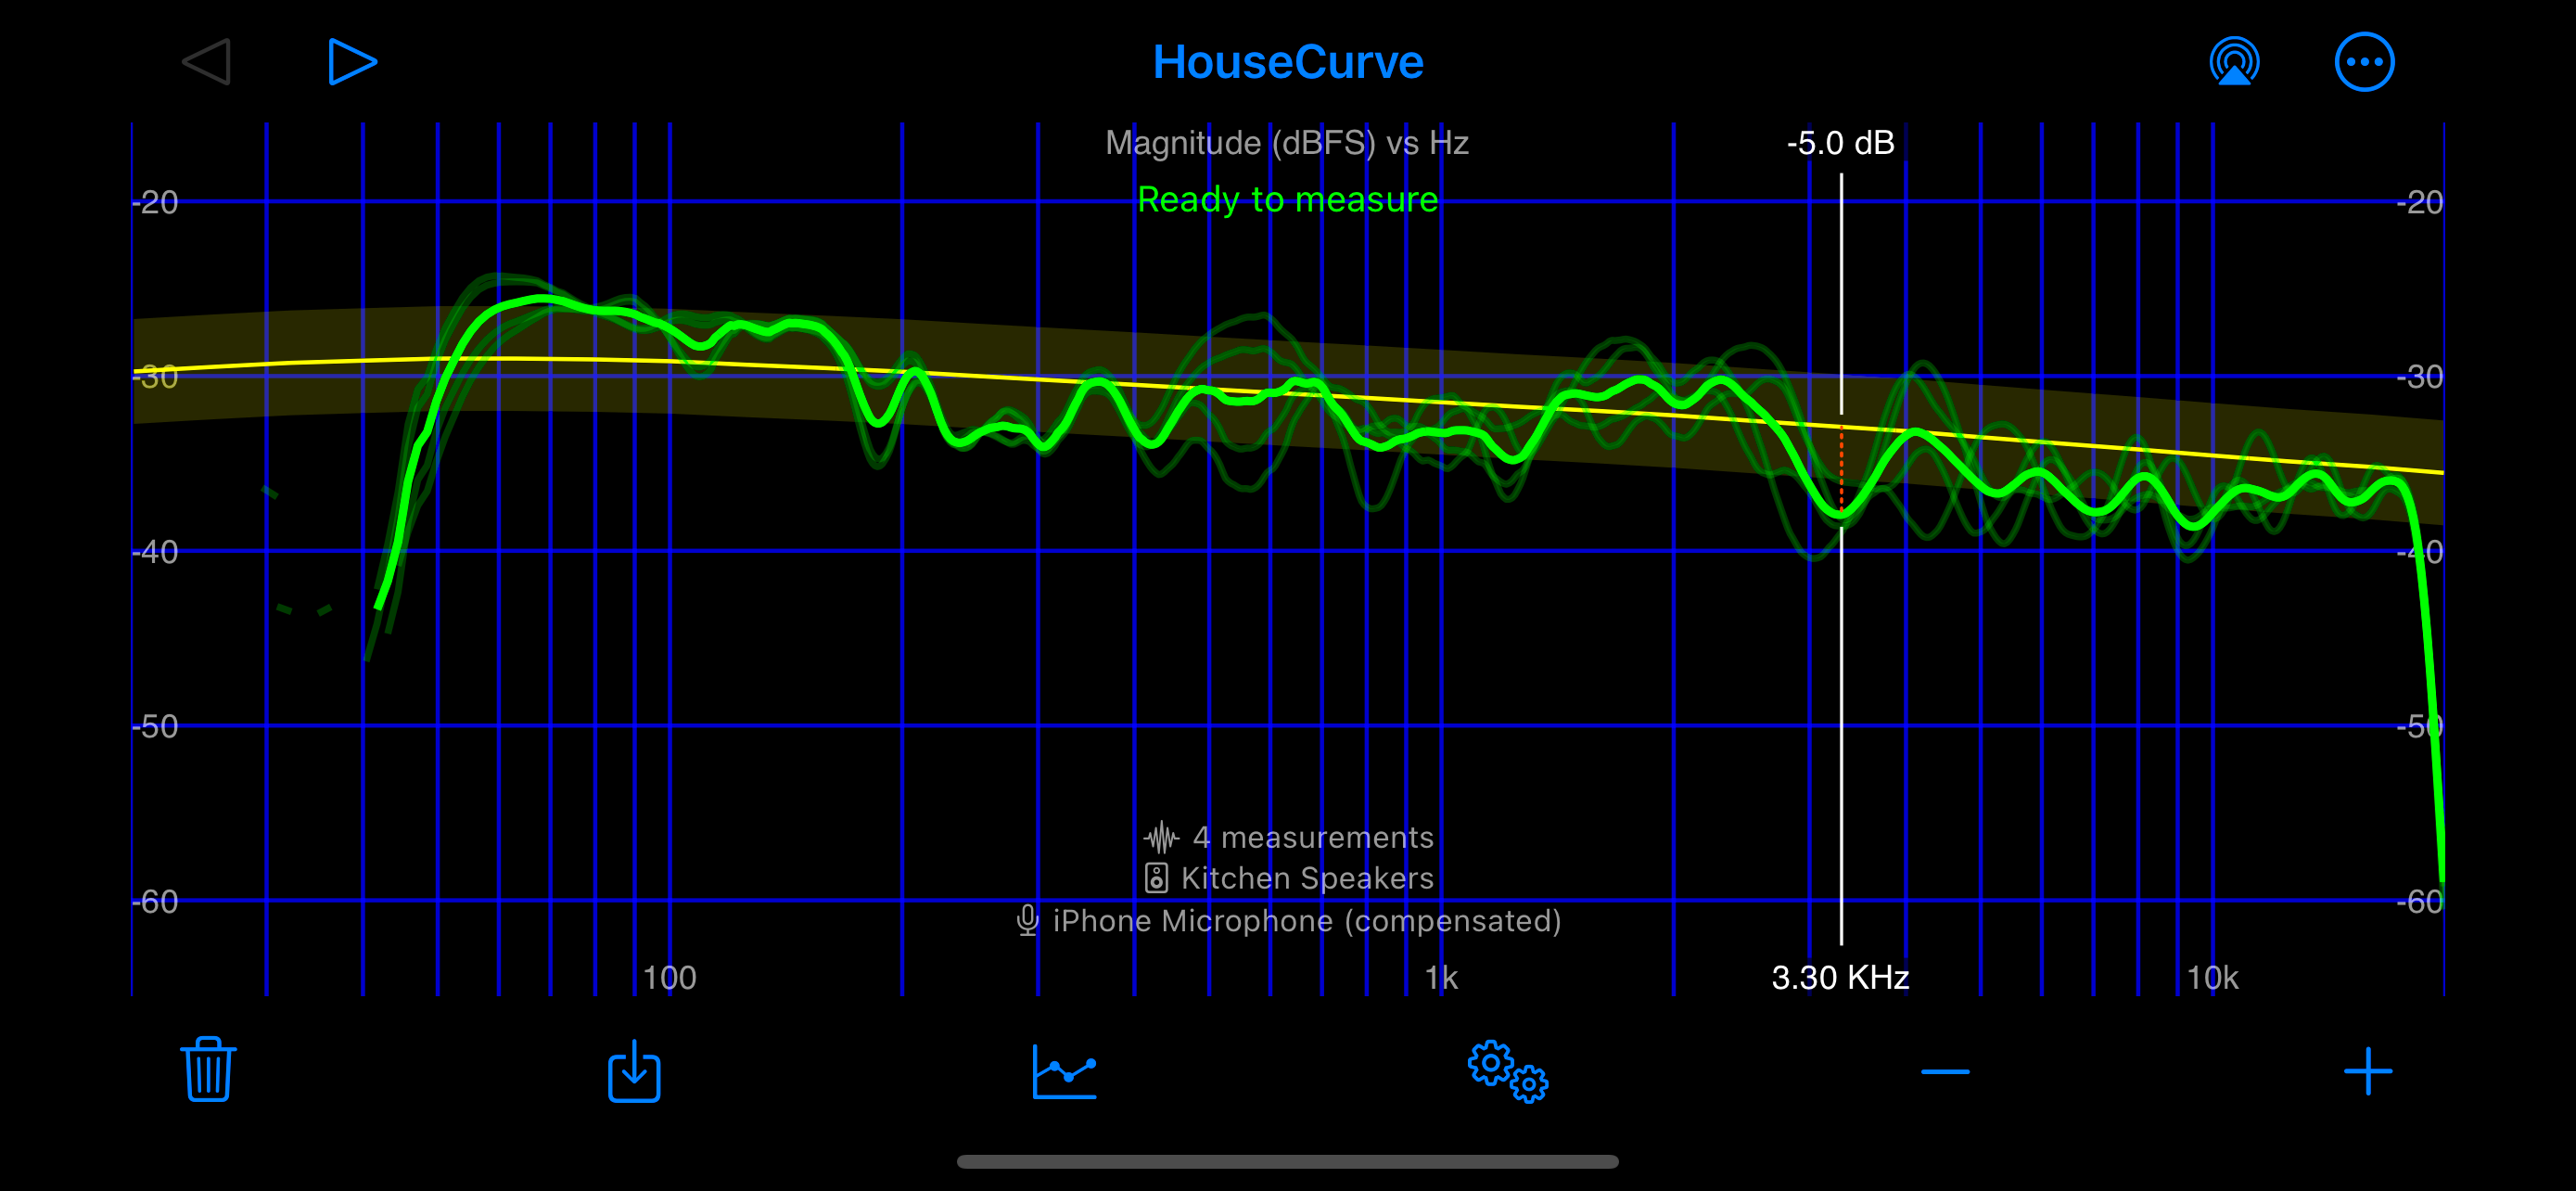 HouseCurve
Magnitude (dBFS) vs Hz
-5.0 dB
Ready to measure
-20
-20
-30
-30
-40
-40
-50
-50
4 measurements
Kitchen Speakers
-60
-60
iPhone Microphone (compensated)
100
1k
3.30 KHz
10k